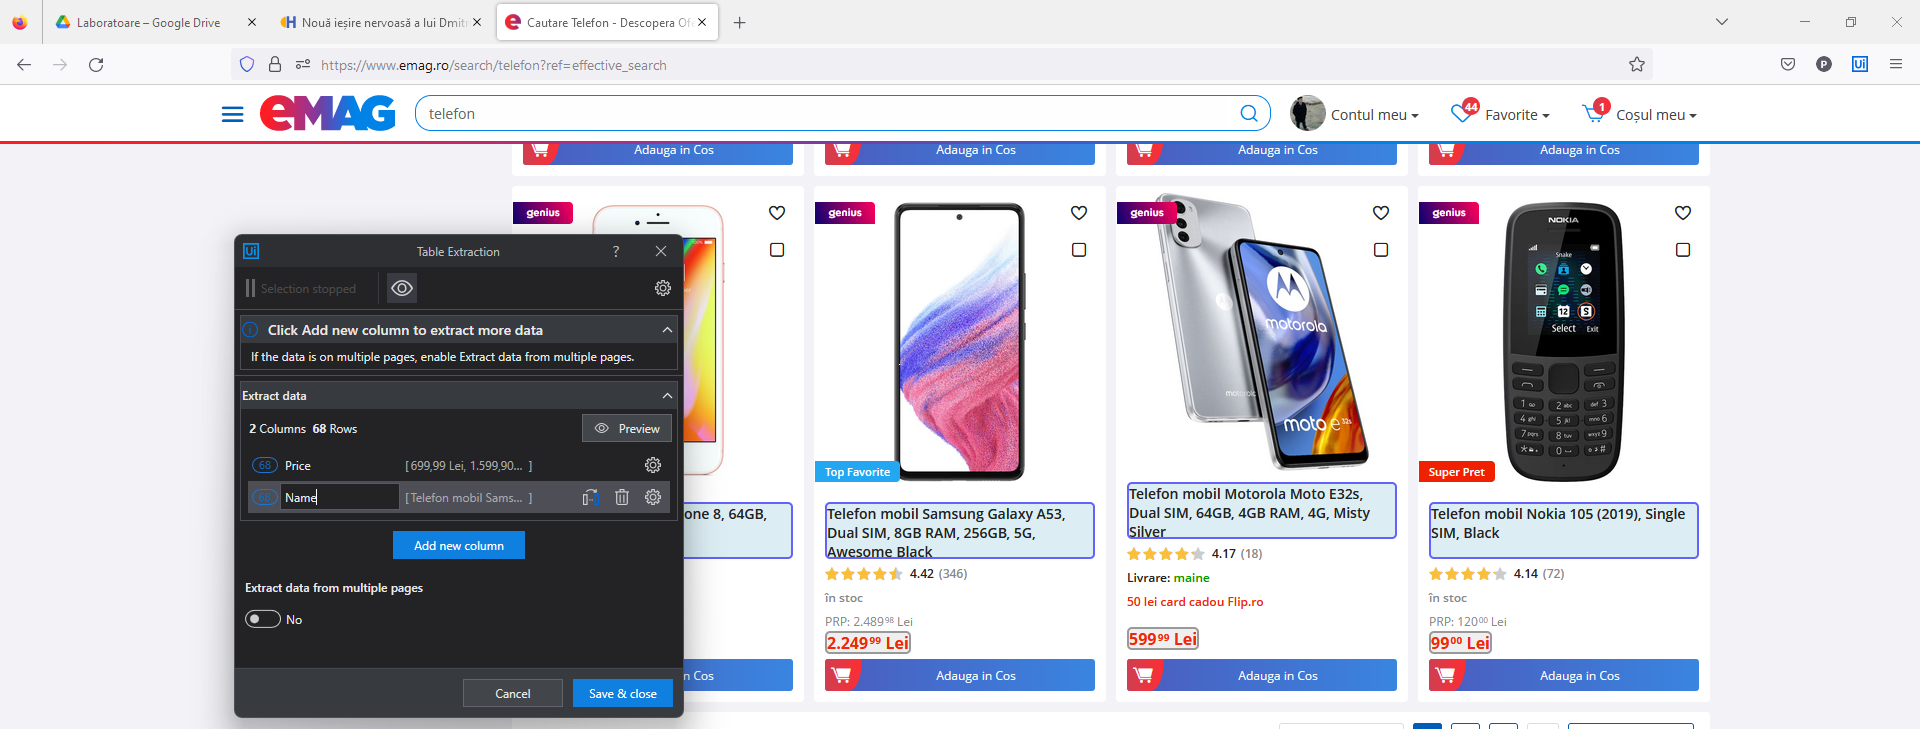 Laboratoare – Google Drive
Nouă ieșire nervoasă a lui Dmitr
Cautare Telefon - Descopera Ofe
https://www.emag.ro/search/telefon?ref=effective_search
P
Ui
eMAG
telefon
Contul meu
44
Favorite
1
Coșul meu
Adauga in Cos
Adauga in Cos
Adauga in Cos
Adauga in Cos
genius
genius
genius
genius
NOKIA
Snake
12
Select Exit
motorola
moto e32s
Ui
Table Extraction
?
Selection stopped
Click Add new column to extract more data
If the data is on multiple pages, enable Extract data from multiple pages.
Extract data
2 Columns 68 Rows
Preview
68 Price [ 699,99 Lei, 1.599,90... ]
68 Name [ Telefon mobil Sams... ]
Add new column
Extract data from multiple pages
No
Cancel
Save & close
one 8, 64GB,
n Cos
Top Favorite
Telefon mobil Samsung Galaxy A53,
Dual SIM, 8GB RAM, 256GB, 5G,
Awesome Black
4.42 (346)
în stoc
PRP: 2.489⁹⁸ Lei
2.249⁹⁹ Lei
Adauga in Cos
Telefon mobil Motorola Moto E32s,
Dual SIM, 64GB, 4GB RAM, 4G, Misty
Silver
4.17 (18)
Livrare: maine
50 lei card cadou Flip.ro
599⁹⁹ Lei
Adauga in Cos
Super Pret
Telefon mobil Nokia 105 (2019), Single
SIM, Black
4.14 (72)
în stoc
PRP: 120⁰⁰ Lei
99⁰⁰ Lei
Adauga in Cos